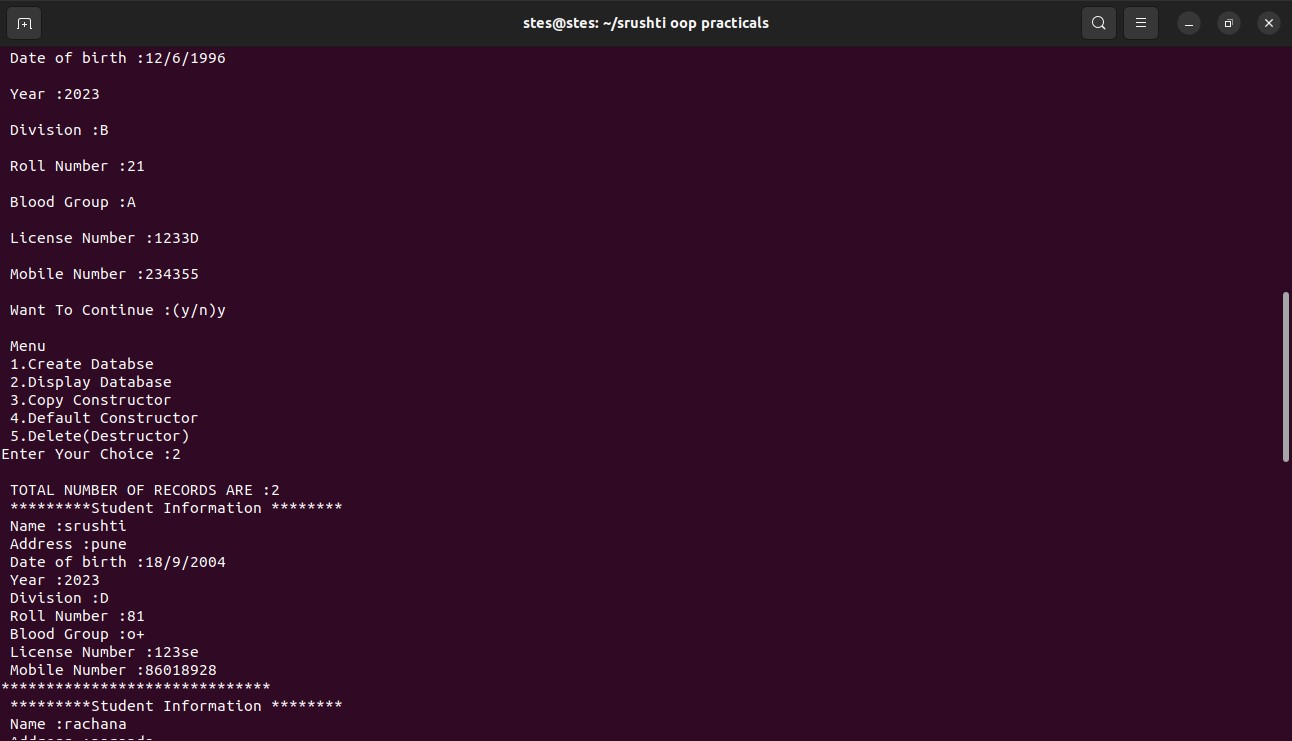 stes@stes: ~/srushti oop practicals
Date of birth :12/6/1996
Year :2023
Division :B
Roll Number :21
Blood Group :A
License Number :1233D
Mobile Number :234355
Want To Continue :(y/n)y
Menu
1.Create Databse
2.Display Database
3.Copy Constructor
4.Default Constructor
5.Delete(Destructor)
Enter Your Choice :2
TOTAL NUMBER OF RECORDS ARE :2
*********Student Information ********
Name :srushti
Address :pune
Date of birth :18/9/2004
Year :2023
Division :D
Roll Number :81
Blood Group :o+
License Number :123se
Mobile Number :86018928
******************************
*********Student Information ********
Name :rachana
Address